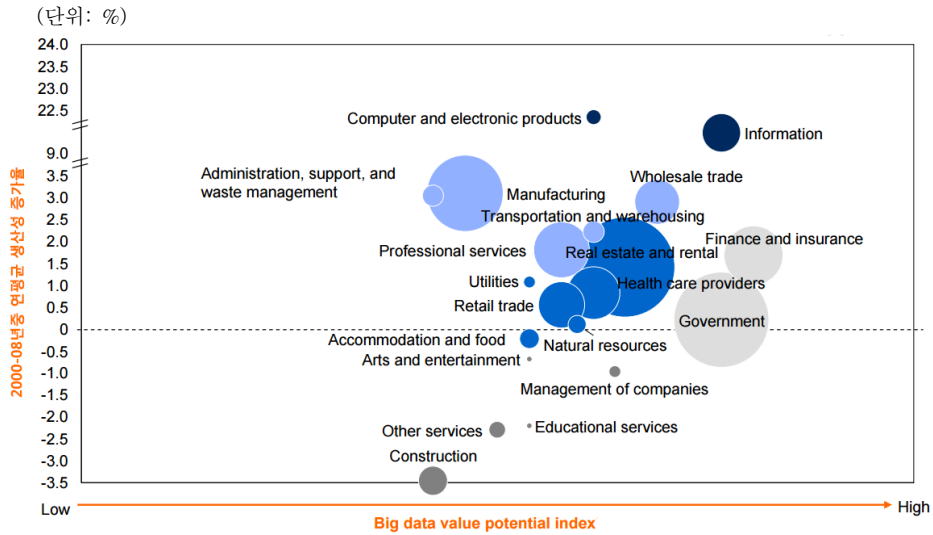 (단위: %)
24.0
23.0
22.5
9.0
3.5
3.0
2.5
2.0
1.5
1.0
0.5
0
-0.5
-1.0
-1.5
-2.0
-2.5
-3.0
-3.5
2000-08년중 연평균 생산성 증가율
Computer and electronic products
Information
Administration, support, and
waste management
Manufacturing
Wholesale trade
Transportation and warehousing
Professional services
Real estate and rental
Finance and insurance
Utilities
Health care providers
Retail trade
Government
Accommodation and food
Natural resources
Arts and entertainment
Management of companies
Other services
Educational services
Construction
Low
High
Big data value potential index